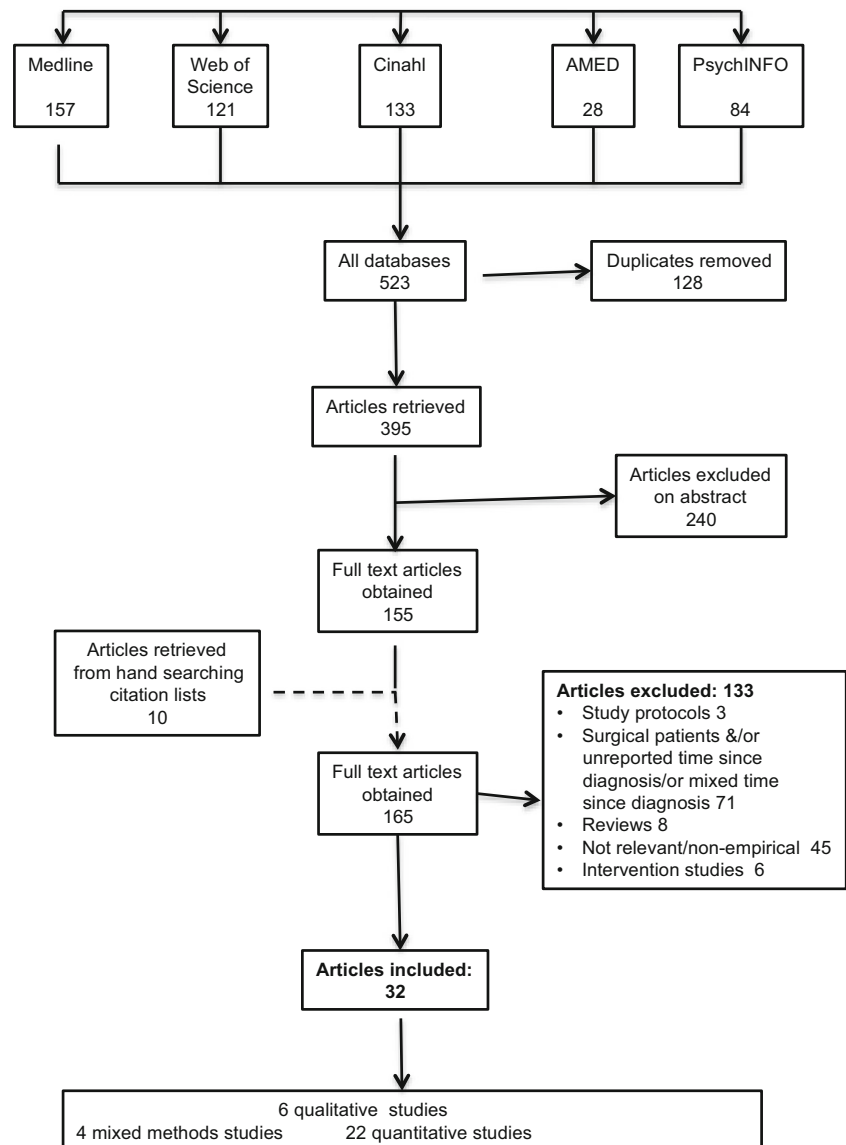 Medline
157
Web of
Science
121
Cinahl
133
AMED
28
PsychINFO
84
All databases
523
Duplicates removed
128
Articles retrieved
395
Articles excluded
on abstract
240
Full text articles
obtained
155
Articles retrieved
from hand searching
citation lists
10
Full text articles
obtained
165
Articles excluded: 133
• Study protocols 3
• Surgical patients &/or
unreported time since
diagnosis/or mixed time
since diagnosis 71
• Reviews 8
• Not relevant/non-empirical 45
• Intervention studies 6
Articles included:
32
6 qualitative studies
4 mixed methods studies 22 quantitative studies